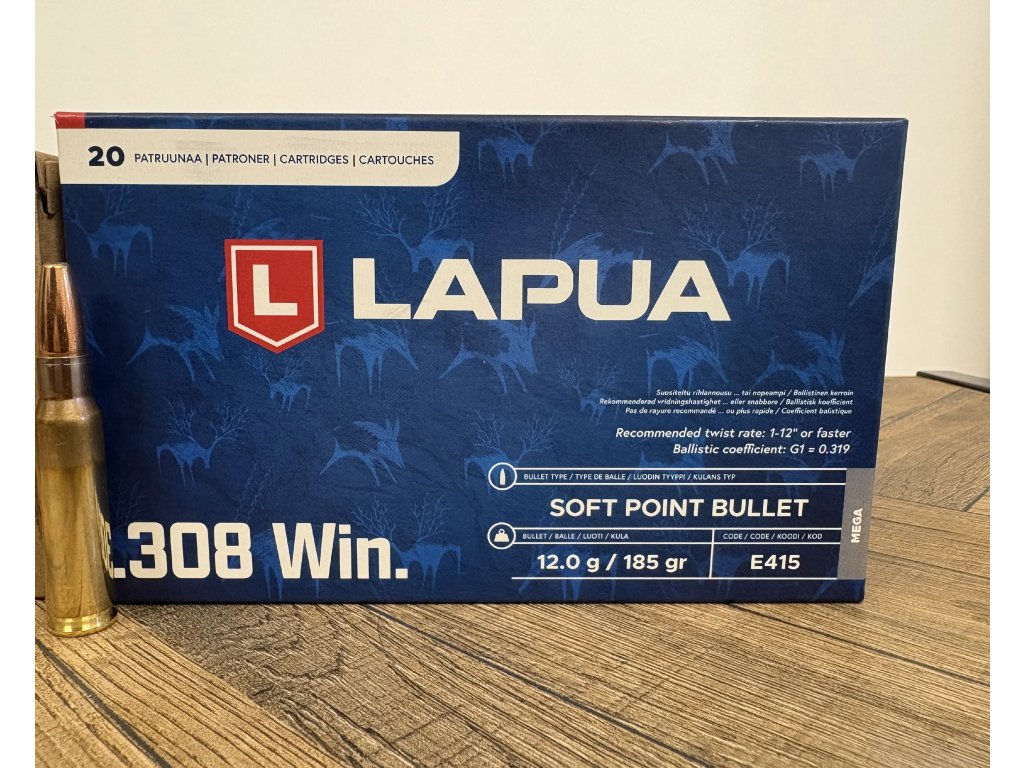 20 PATRUUNAA | PATRONER | CARTRIDGES | CARTOUCHES
L LAPUA
Suositeltu rihlannousu ... tai nopeampi / Ballistinen kerroin
Rekommenderad vridningshastighet ... eller snabbare / Ballistisk koefficient
Pas de rayure recommandé ... ou plus rapide / Coefficient balistique
Recommended twist rate: 1-12" or faster
Ballistic coefficient: G1 = 0.319
BULLET TYPE / TYPE DE BALLE / LUODIN TYYPPI / KULANS TYP
SOFT POINT BULLET
BULLET / BALLE / LUOTI / KULA
CODE / CODE / KOODI / KOD
12.0 g / 185 gr
E415
MEGA
.308 Win.